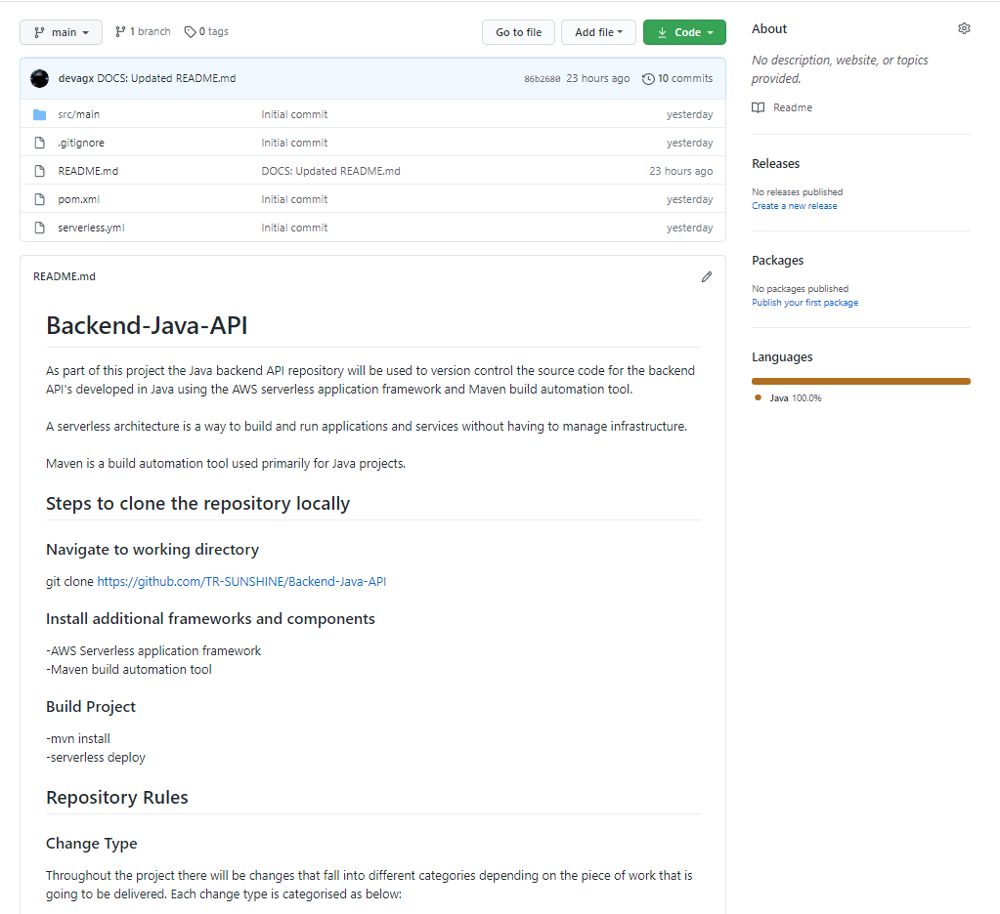 main
1 branch
0 tags
Go to file
Add file
Code
devagx DOCS: Updated README.md
86b2680 23 hours ago
10 commits
src/main Initial commit yesterday
.gitignore Initial commit yesterday
README.md DOCS: Updated README.md 23 hours ago
pom.xml Initial commit yesterday
serverless.yml Initial commit yesterday
README.md
Backend-Java-API
As part of this project the Java backend API repository will be used to version control the source code for the backend
API's developed in Java using the AWS serverless application framework and Maven build automation tool.
A serverless architecture is a way to build and run applications and services without having to manage infrastructure.
Maven is a build automation tool used primarily for Java projects.
Steps to clone the repository locally
Navigate to working directory
git clone https://github.com/TR-SUNSHINE/Backend-Java-API
Install additional frameworks and components
-AWS Serverless application framework
-Maven build automation tool
Build Project
-mvn install
-serverless deploy
Repository Rules
Change Type
Throughout the project there will be changes that fall into different categories depending on the piece of work that is
going to be delivered. Each change type is categorised as below:
About
No description, website, or topics
provided.
Readme
Releases
No releases published
Create a new release
Packages
No packages published
Publish your first package
Languages
Java 100.0%